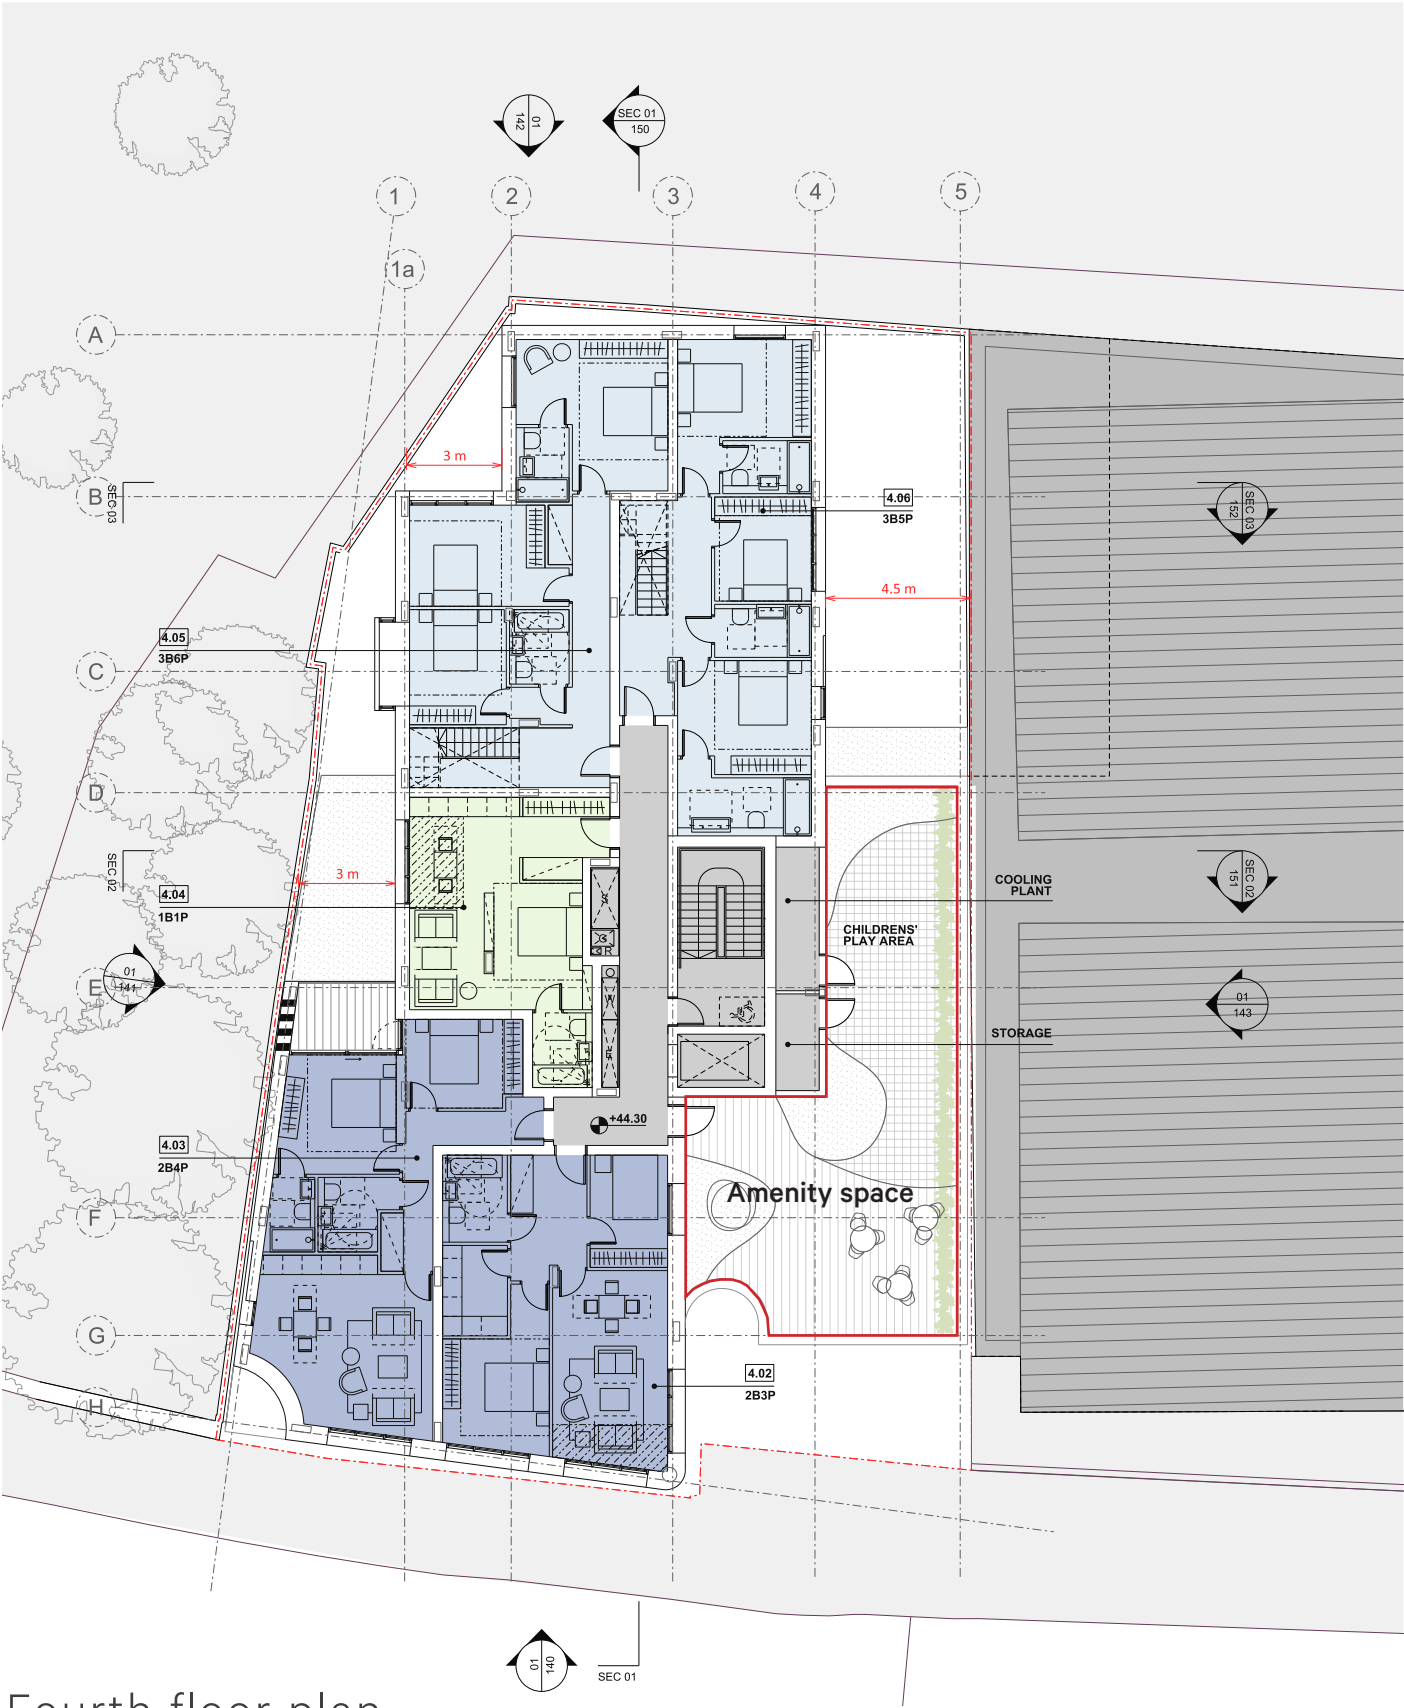 01
142
SEC 01
150
1
2
3
4
5
1a
A
3 m
B
SEC 03
4.06
3B5P
SEC 03
152
4.5 m
4.05
3B6P
C
D
SEC 02
3 m
4.04
1B1P
COOLING
PLANT
SEC 02
151
CHILDRENS'
PLAY AREA
R
01
141
E
01
143
STORAGE
+44.30
4.03
2B4P
Amenity space
F
G
4.02
2B3P
H
01
140
SEC 01
Fourth floor plan